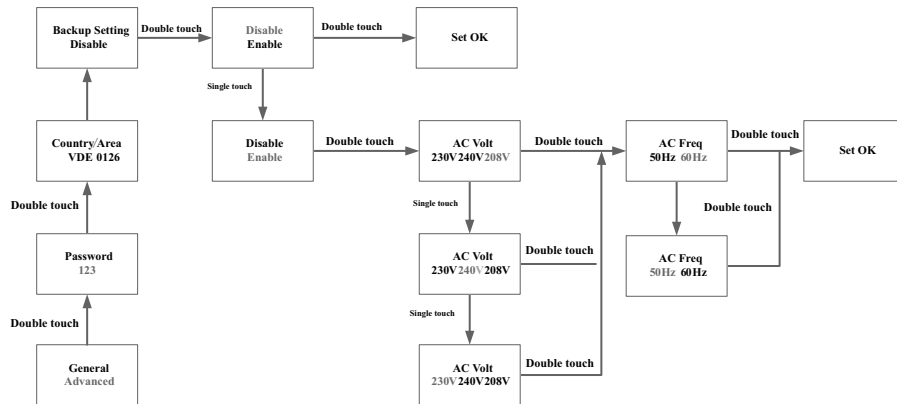 Backup Setting
Disable
Double touch
Disable
Enable
Double touch
Set OK
Single touch
Country/Area
VDE 0126
Disable
Enable
Double touch
AC Volt
230V240V208V
Double touch
AC Freq
50Hz 60Hz
Double touch
Set OK
Double touch
Single touch
Double touch
Password
123
AC Volt
230V240V208V
Double touch
AC Freq
50Hz 60Hz
Double touch
Single touch
General
Advanced
AC Volt
230V240V208V
Double touch